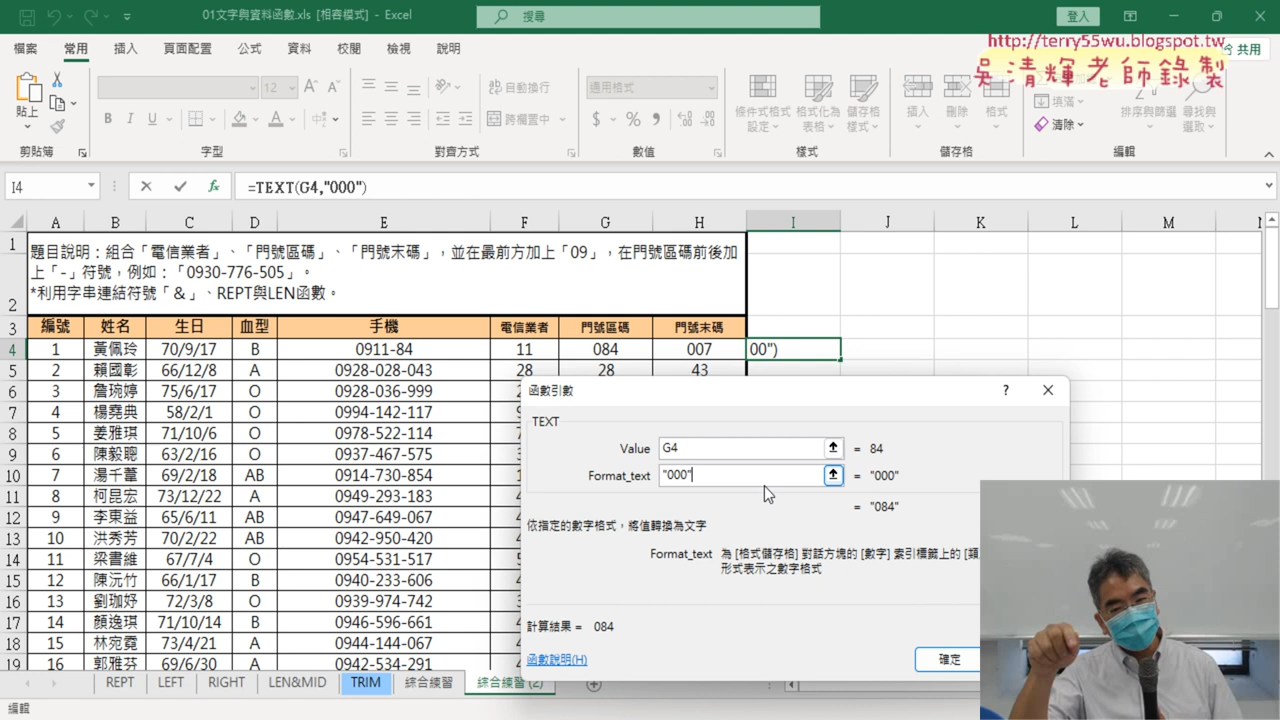 01文字與資料函數.xls [相容模式] - Excel
搜尋
登入
http://terry55wu.blogspot.tw
吳清輝老師錄製
檔案 常用 插入 頁面配置 公式 資料 校閱 檢視 說明
共用
貼上
12
自動換行
跨欄置中
通用格式
條件式格式設定
格式化為表格
儲存格樣式
插入 刪除 格式
填滿
清除
排序與篩選
尋找與選取
剪貼簿 字型 對齊方式 數值 樣式 儲存格 編輯
I4 =TEXT(G4,"000")
A B C D E F G H I J K L M
1 題目說明：組合「電信業者」、「門號區碼」、「門號末碼」，並在最前方加上「09」，在門號區碼前後加
上「-」符號，例如：「0930-776-505」。
2 *利用字串連結符號「＆」、REPT與LEN函數。
3 編號 姓名 生日 血型 手機 電信業者 門號區碼 門號末碼
4 1 黃佩玲 70/9/17 B 0911-84 11 084 007 00")
5 2 賴國彰 66/12/8 A 0928-028-043 28 28 43
6 3 詹琬婷 75/6/17 O 0928-036-999
7 4 楊堯典 58/2/1 O 0994-142-117
8 5 姜雅琪 71/10/6 O 0978-522-114
9 6 陳毅聰 63/2/16 O 0937-467-575
10 7 湯千葦 69/2/18 AB 0914-730-854
11 8 柯昆宏 73/12/22 A 0949-293-183
12 9 李東益 65/6/11 AB 0947-649-067
13 10 洪秀芳 70/2/22 AB 0942-950-420
14 11 梁書維 67/7/4 O 0954-531-517
15 12 陳沅竹 66/1/17 B 0940-233-606
16 13 劉珈妤 72/3/8 O 0939-974-742
17 14 顏逸琪 71/10/14 B 0946-596-661
18 15 林宛霓 73/4/21 A 0944-144-067
19 16 郭雅芬 69/6/30 A 0942-534-291
函數引數 ?
TEXT
Value G4 = 84
Format_text "000" = "000"
= "084"
依指定的數字格式，將值轉換為文字
Format_text 為 [格式儲存格] 對話方塊的 [數字] 索引標籤上的 [類
形式表示之數字格式
計算結果 = 084
函數說明(H)
確定
REPT LEFT RIGHT LEN&MID TRIM 綜合練習 綜合練習 (2)
編輯